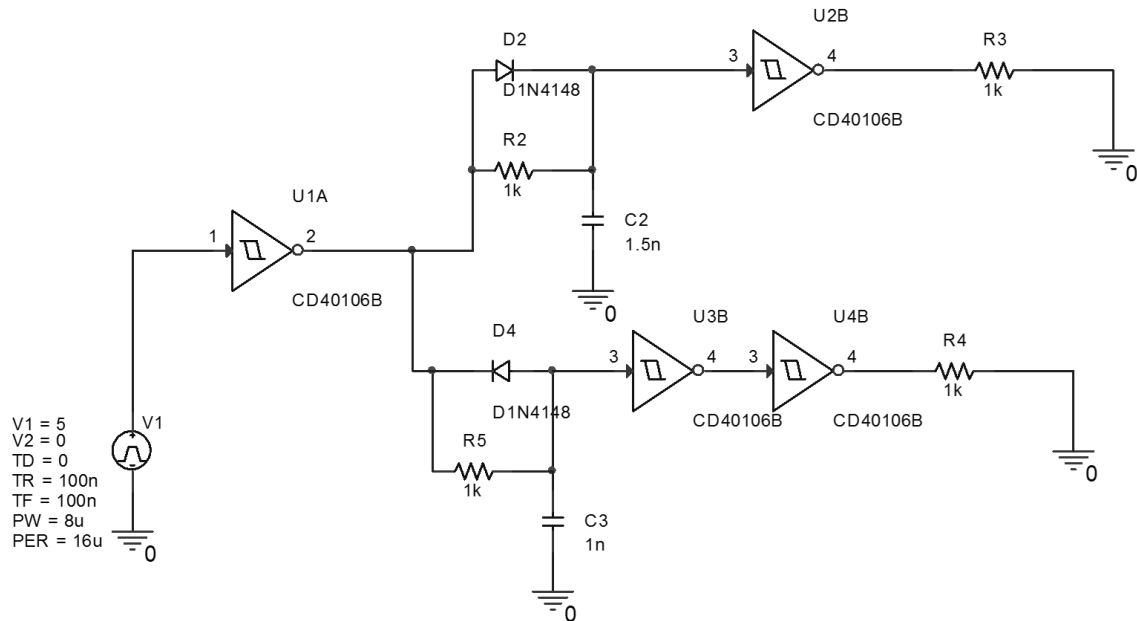 D2
D1N4148
R2
1k
C2
1.5n
0
U2B
3 4
CD40106B
R3
1k
0
U1A
1 2
CD40106B
D4
D1N4148
R5
1k
C3
1n
0
U3B
3 4
CD40106B
U4B
3 4
CD40106B
R4
1k
0
V1 = 5
V2 = 0
TD = 0
TR = 100n
TF = 100n
PW = 8u
PER = 16u
V1
0